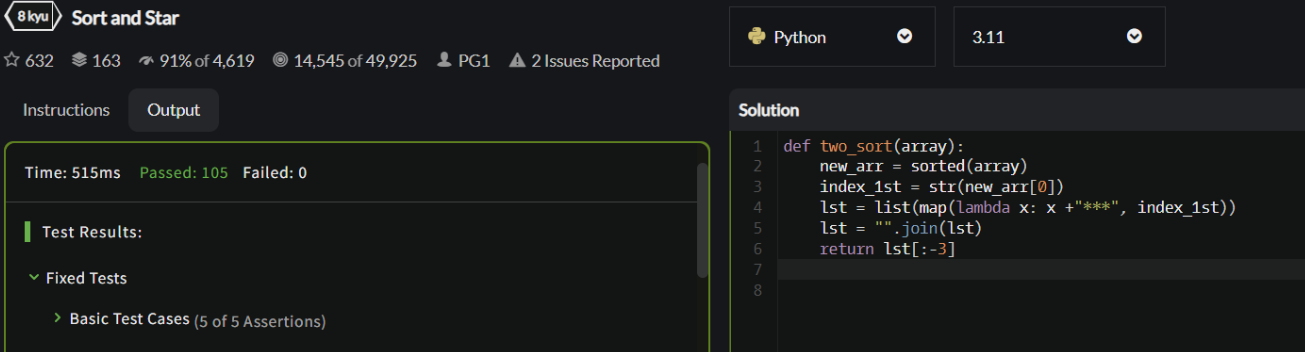 8 kyu Sort and Star
632 163 91% of 4,619 14,545 of 49,925 PG1 2 Issues Reported
Instructions Output
Time: 515ms Passed: 105 Failed: 0
Test Results:
Fixed Tests
Basic Test Cases (5 of 5 Assertions)
Python 3.11
Solution
1 def two_sort(array):
2     new_arr = sorted(array)
3     index_1st = str(new_arr[0])
4     lst = list(map(lambda x: x +"***", index_1st))
5     lst = "".join(lst)
6     return lst[:-3]
7
8